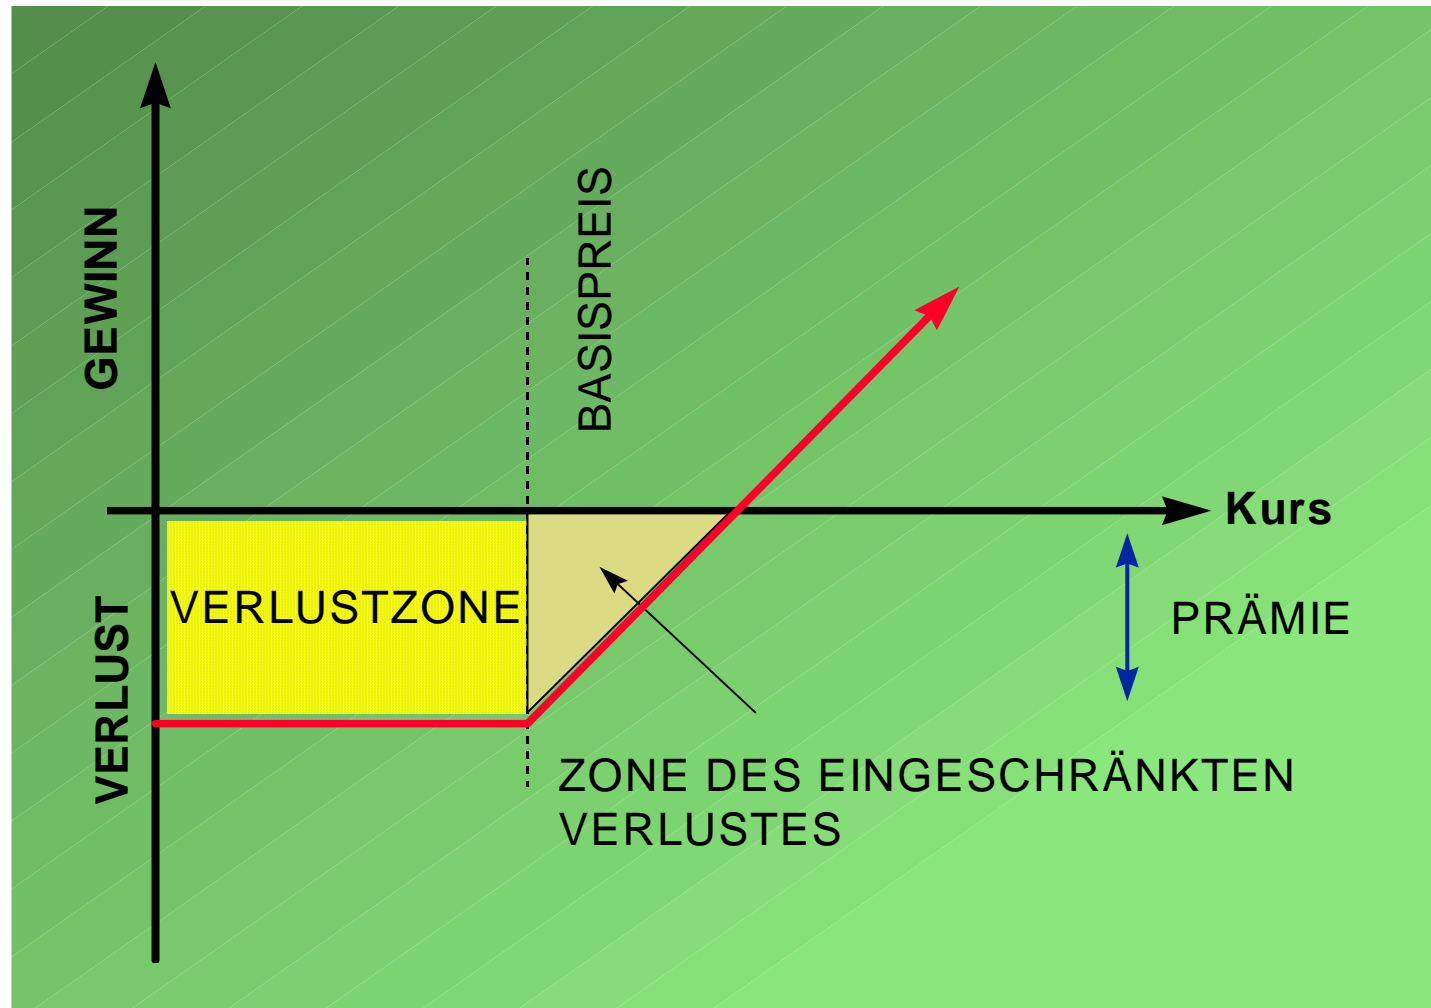 GEWINN
BASISPREIS
Kurs
VERLUSTZONE
VERLUST
PRÄMIE
ZONE DES EINGESCHRÄNKTEN
VERLUSTES